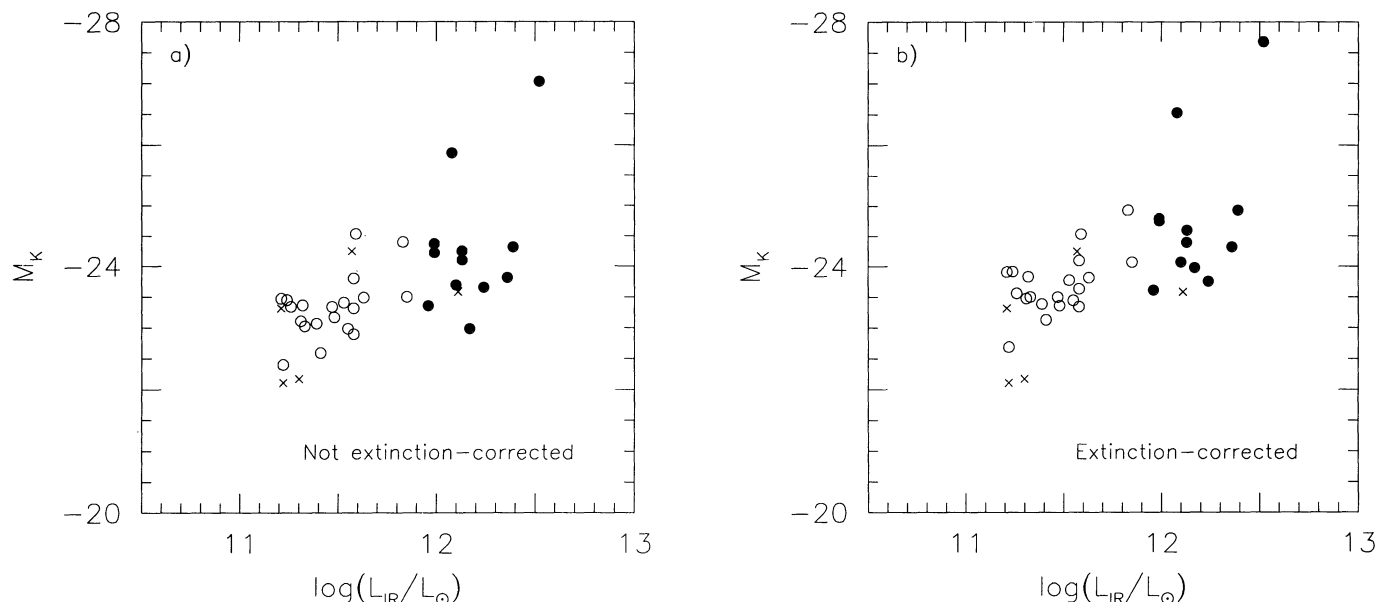 a)
−28
−24
−20
M_K
Not extinction−corrected
11 12 13
log(L_IR/L_⊙)
b)
−28
−24
−20
M_K
Extinction−corrected
11 12 13
log(L_IR/L_⊙)